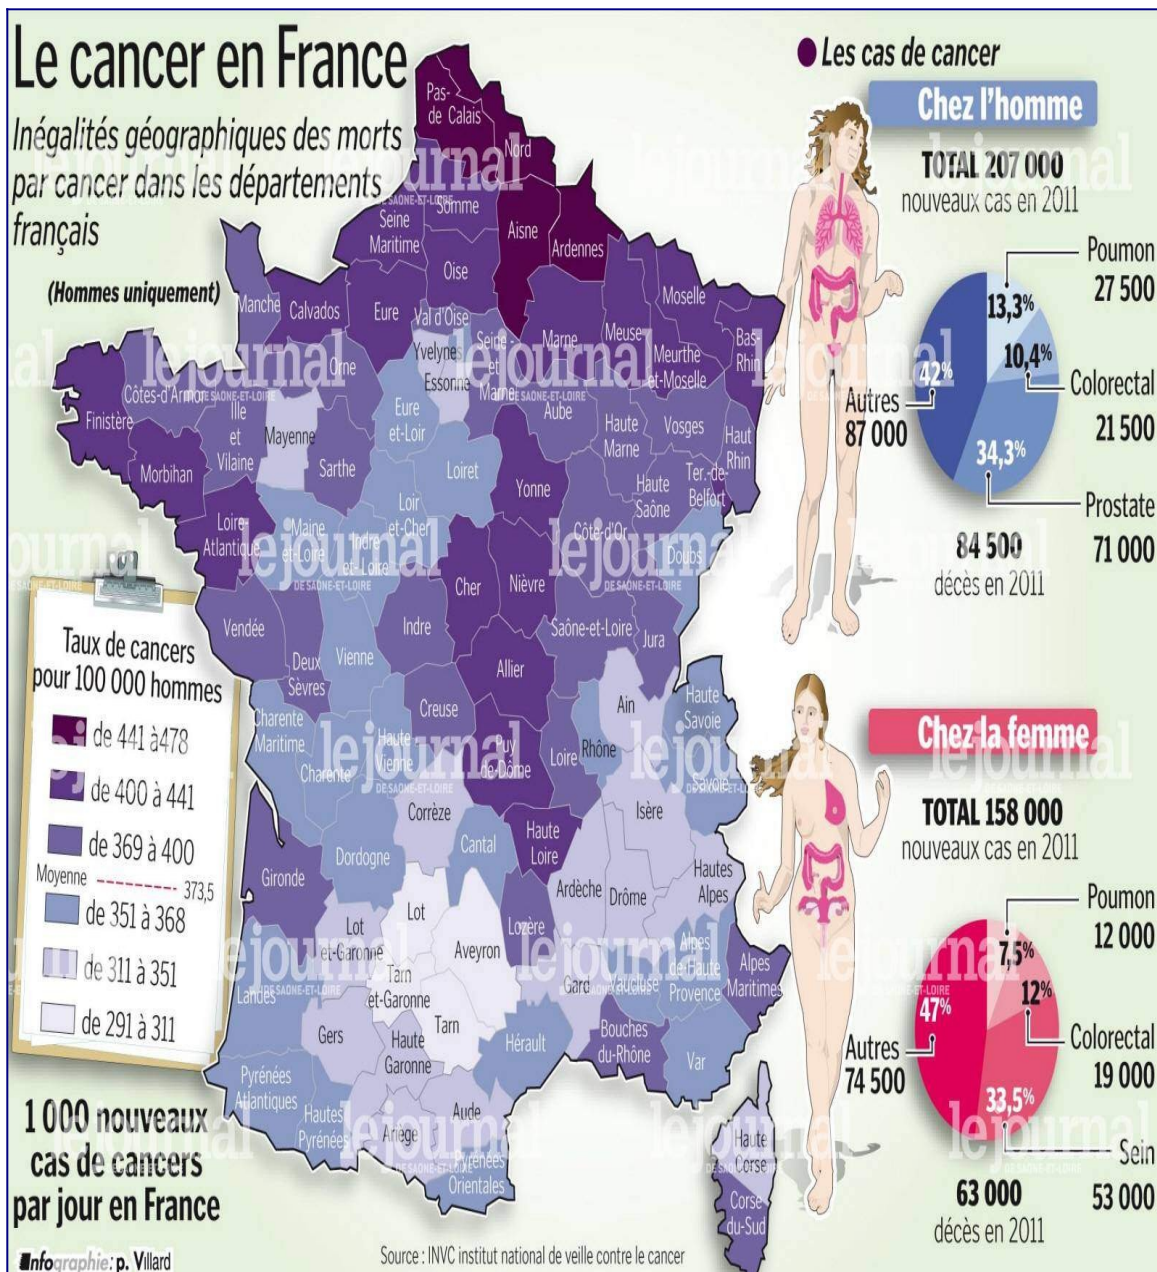 Le cancer en France
Inégalités géographiques des morts
par cancer dans les départements
français
(Hommes uniquement)
Pas-
de Calais
Nord
Somme
Seine
Maritime
Aisne
Ardennes
Oise
Manche
Calvados
Eure
Val d'Oise
Yvelynes
Essonne
Seine-
et
Marne
Marne
Meuse
Moselle
Meurthe
et-Moselle
Bas-
Rhin
Orne
Côtes-d'Armor
Finistère
Ille
et
Vilaine
Mayenne
Morbihan
Sarthe
Eure
et-Loir
Loiret
Aube
Haute
Marne
Vosges
Haut
Rhin
Ter.-de-
Belfort
Haute
Saône
Yonne
Loir
et-Cher
Loire-
Atlantique
Maine
et-Loire
Indre
et-Loire
Cher
Nièvre
Côte-d'Or
Doubs
Vendée
Deux
Sèvres
Vienne
Indre
Allier
Saône-et-Loire
Jura
Charente
Maritime
Charente
Haute
Vienne
Creuse
Puy
de-Dôme
Loire
Rhône
Ain
Haute
Savoie
Savoie
Corrèze
Cantal
Haute
Loire
Isère
Gironde
Dordogne
Ardèche
Drôme
Hautes
Alpes
Lot
Lot
et-Garonne
Aveyron
Lozère
Landes
Tarn
et-Garonne
Gard
Vaucluse
Alpes
de-Haute
Provence
Alpes
Maritimes
Gers
Haute
Garonne
Tarn
Hérault
Bouches
du-Rhône
Var
Pyrénées
Atlantiques
Hautes
Pyrénées
Ariège
Aude
Pyrénées
Orientales
Haute
Corse
Corse
du-Sud
Taux de cancers
pour 100 000 hommes
de 441 à478
de 400 à 441
de 369 à 400
Moyenne ------- 373,5
de 351 à 368
de 311 à 351
de 291 à 311
1 000 nouveaux
cas de cancers
par jour en France
Infographie: p. Villard
Source : INVC institut national de veille contre le cancer
Les cas de cancer
Chez l'homme
TOTAL 207 000
nouveaux cas en 2011
Poumon
27 500
13,3%
10,4%
Colorectal
21 500
42%
Autres
87 000
34,3%
Prostate
71 000
84 500
décès en 2011
Chez la femme
TOTAL 158 000
nouveaux cas en 2011
Poumon
12 000
7,5%
12%
Colorectal
19 000
47%
Autres
74 500
33,5%
Sein
53 000
63 000
décès en 2011
le journal
DE SAÔNE-ET-LOIRE